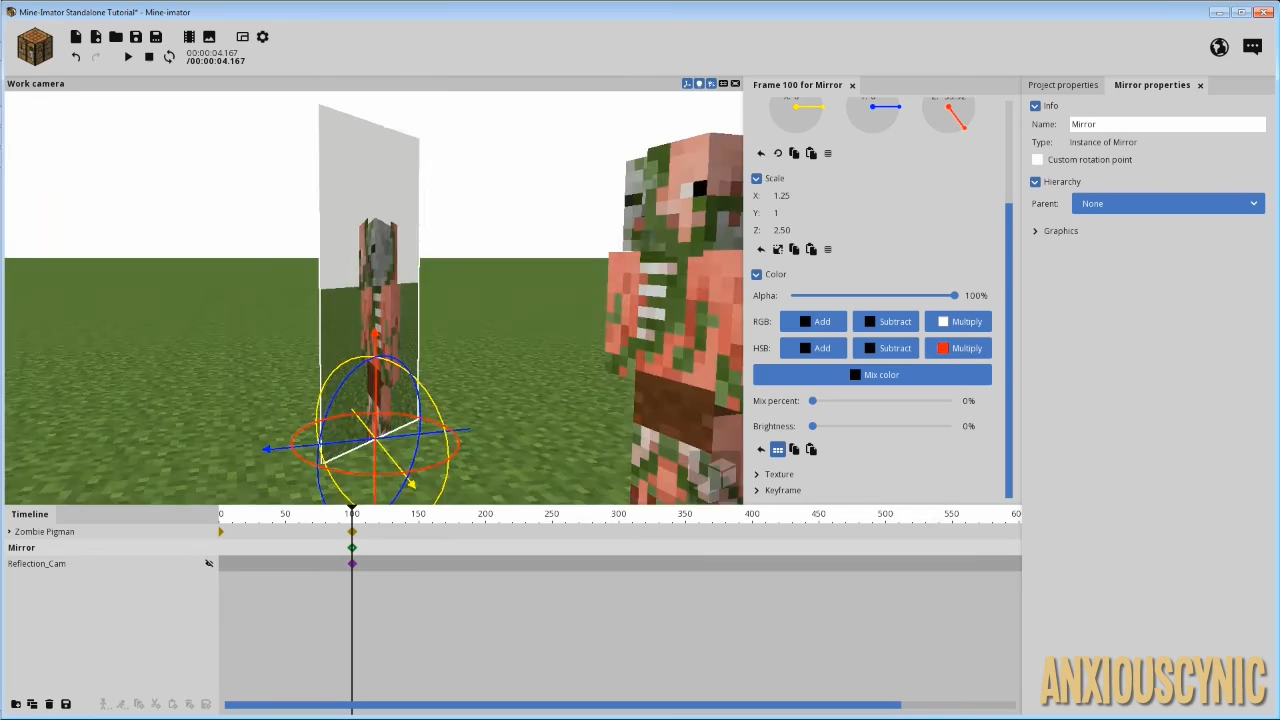 Mine-Imator Standalone Tutorial* - Mine-imator
00:00:04.167
/00:00:04.167
Work camera
Frame 100 for Mirror
Scale
X: 1.25
Y: 1
Z: 2.50
Color
Alpha: 100%
RGB: Add Subtract Multiply
HSB: Add Subtract Multiply
Mix color
Mix percent: 0%
Brightness: 0%
Texture
Keyframe
Project properties Mirror properties
Info
Name: Mirror
Type: Instance of Mirror
Custom rotation point
Hierarchy
Parent: None
Graphics
Timeline
0 50 100 150 200 250 300 350 400 450 500 550
Zombie Pigman
Mirror
Reflection_Cam
ANXIOUSCYNIC